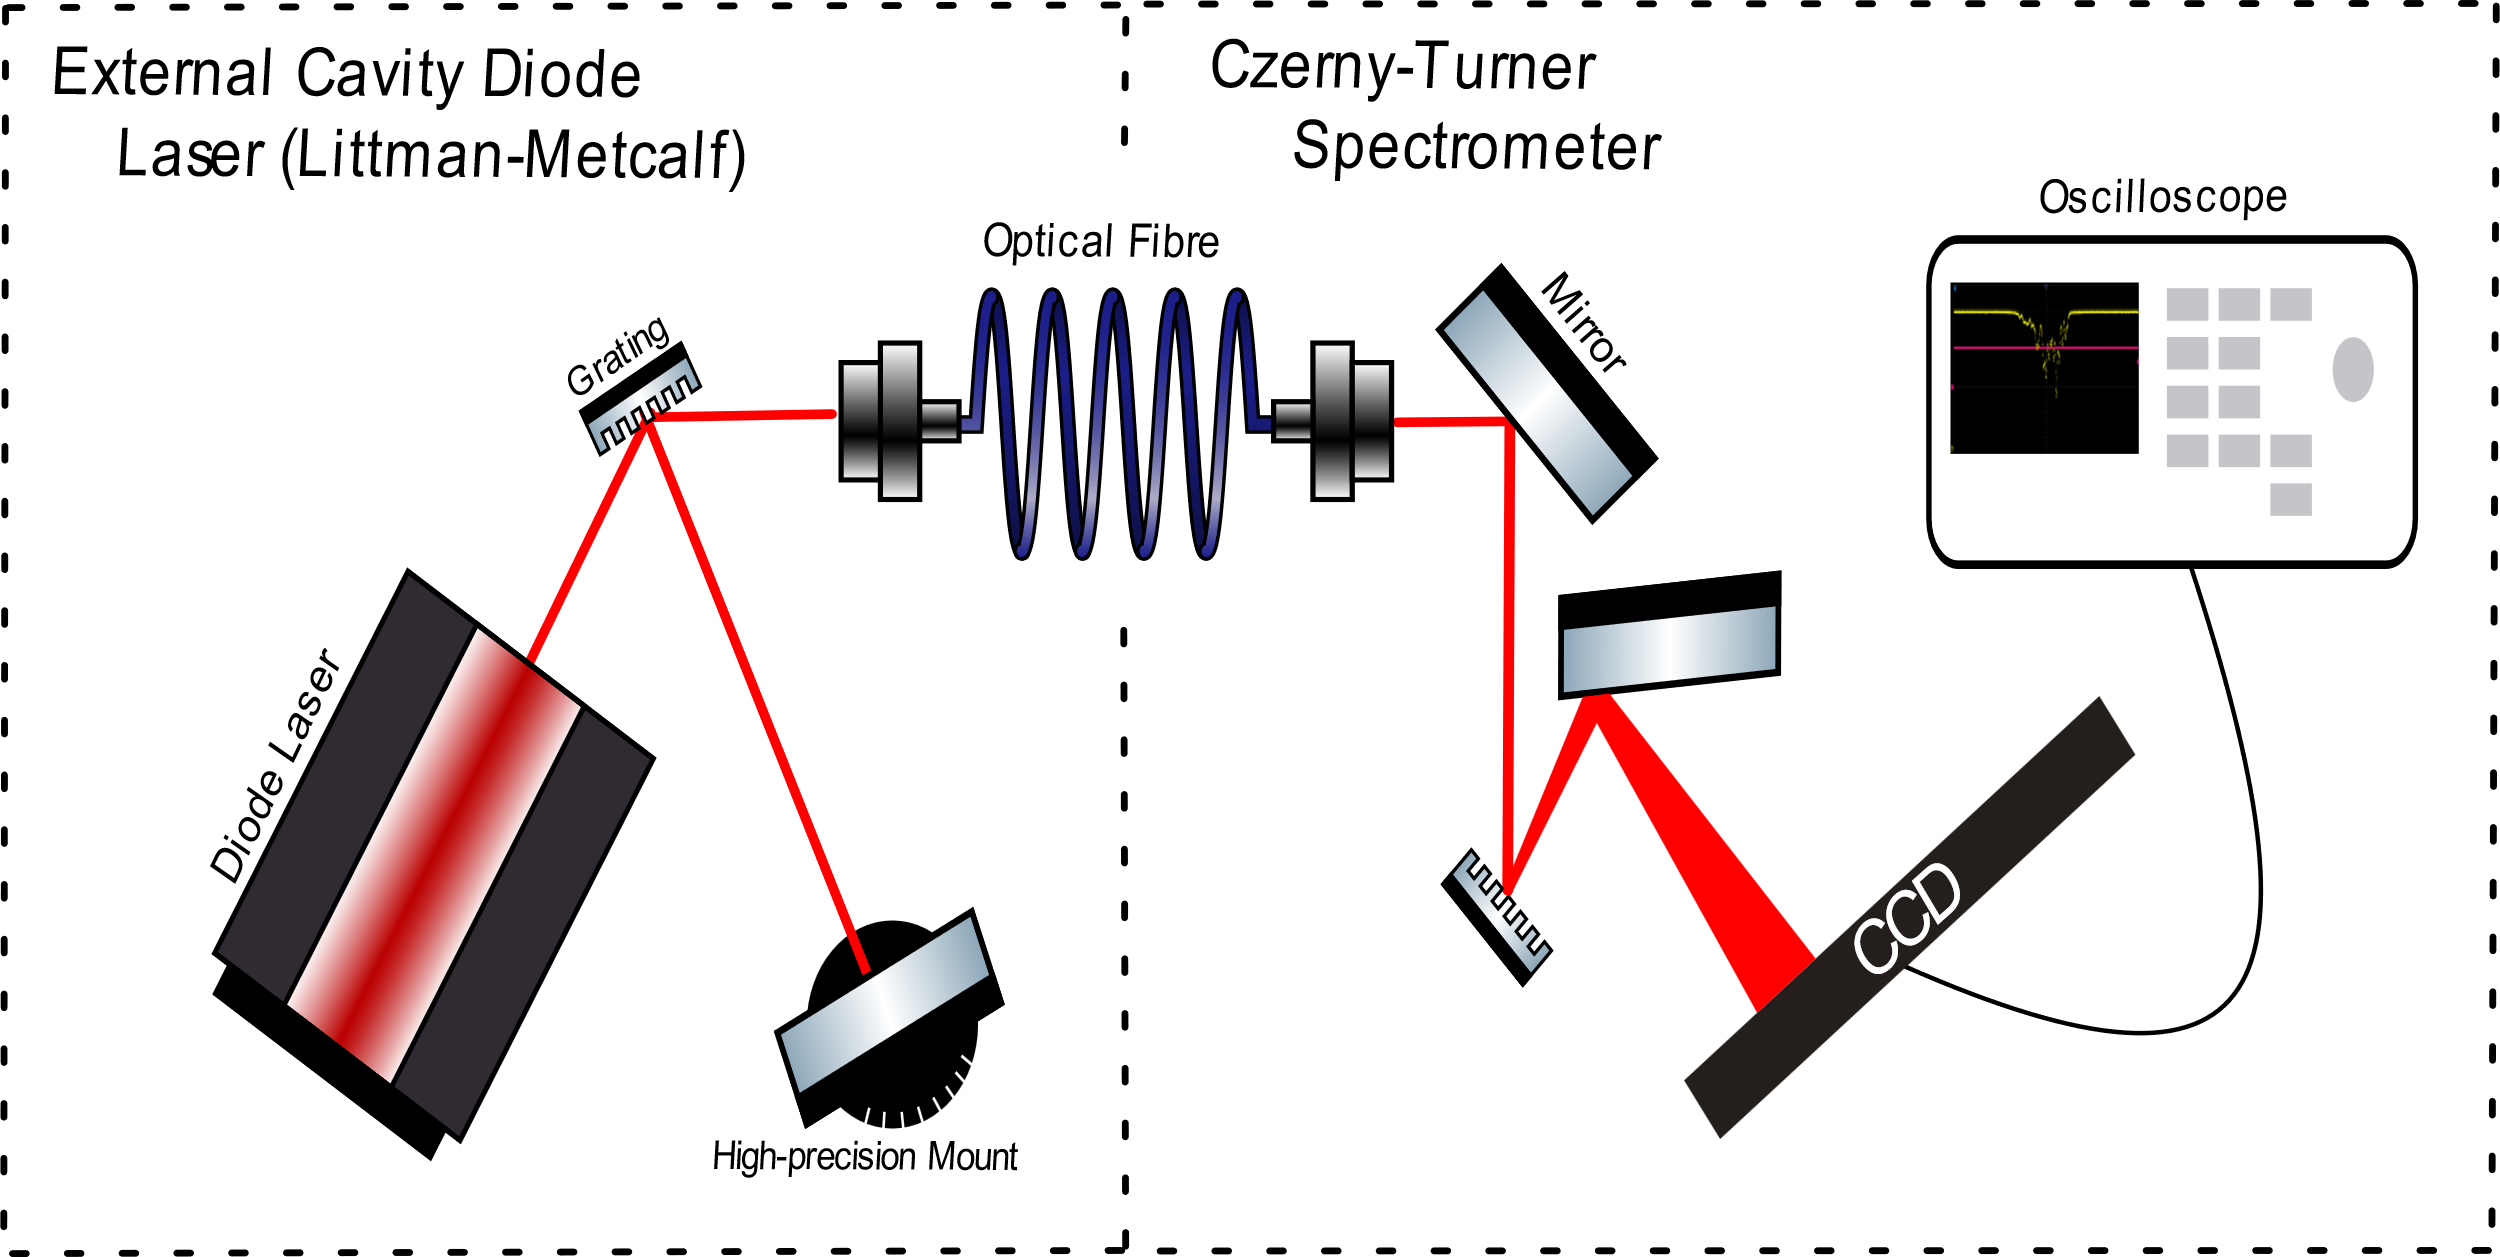 External Cavity Diode
Laser (Littman-Metcalf)
Czerny-Turner
Spectrometer
Oscilloscope
Optical Fibre
Mirror
Grating
Diode Laser
CCD
High-precision Mount